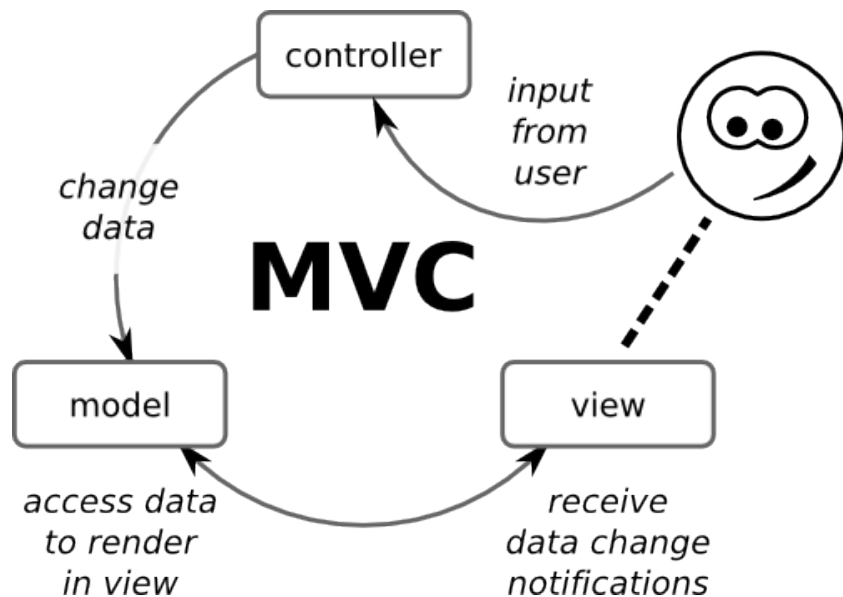 controller
input
from
user
change
data
MVC
model
view
access data
to render
in view
receive
data change
notifications